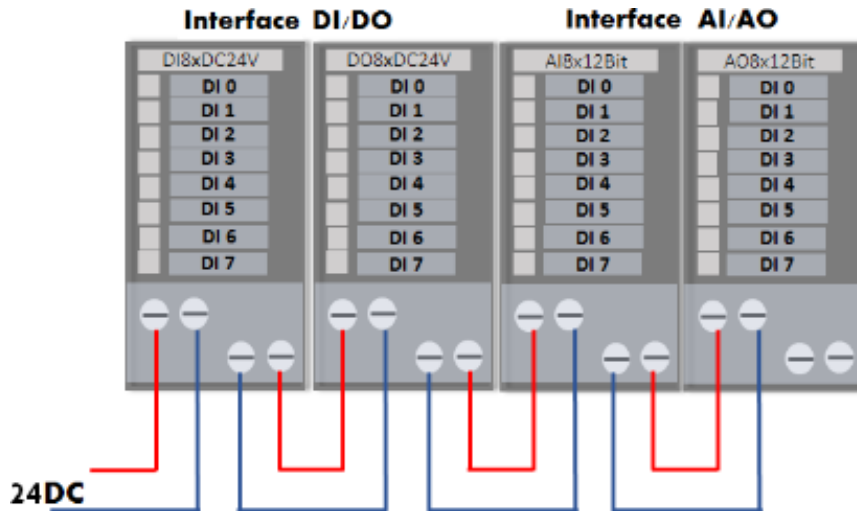 Interface DI/DO
Interface AI/AO
DI8xDC24V
DI 0
DI 1
DI 2
DI 3
DI 4
DI 5
DI 6
DI 7
DO8xDC24V
DI 0
DI 1
DI 2
DI 3
DI 4
DI 5
DI 6
DI 7
AI8x12Bit
DI 0
DI 1
DI 2
DI 3
DI 4
DI 5
DI 6
DI 7
AO8x12Bit
DI 0
DI 1
DI 2
DI 3
DI 4
DI 5
DI 6
DI 7
24DC